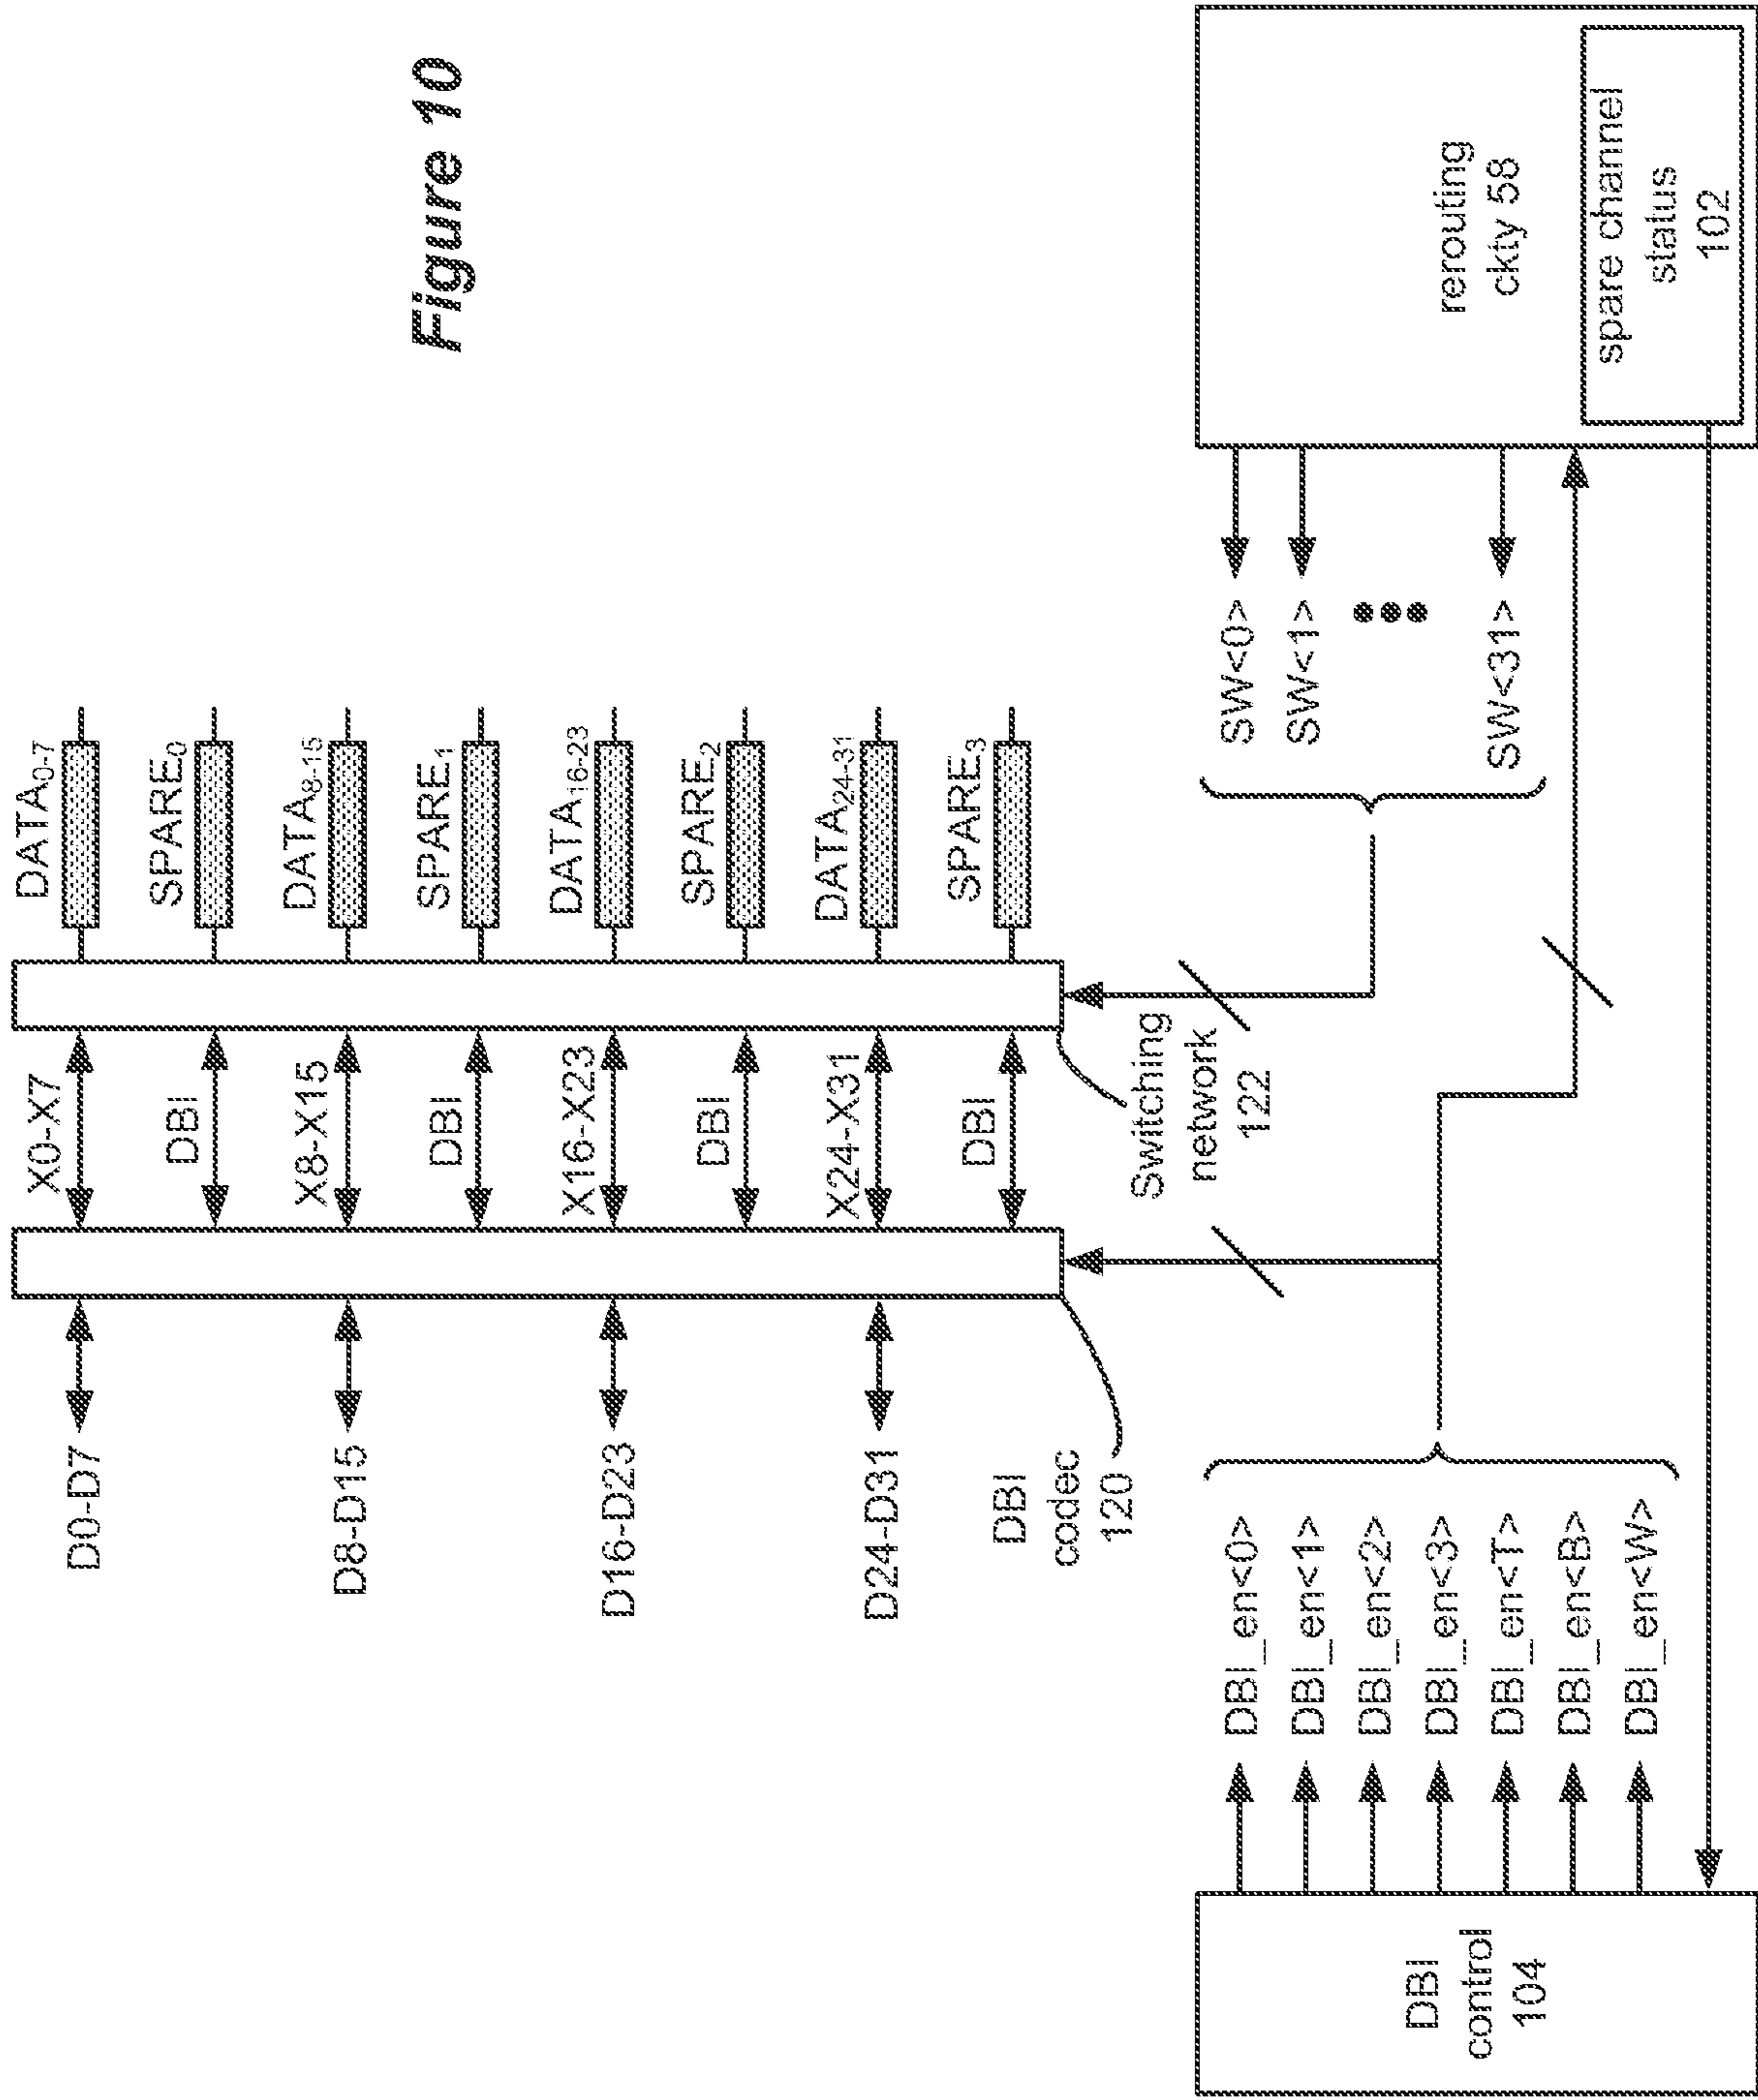 Figure 10
D0-D7
D8-D15
D16-D23
D24-D31
DBI
codec
120
X0-X7
DBI
X8-X15
DBI
X16-X23
DBI
X24-X31
DBI
Switching
network
122
DATA0-7
SPARE0
DATA8-15
SPARE1
DATA16-23
SPARE2
DATA24-31
SPARE3
DBI
control
104
DBI_en<0>
DBI_en<1>
DBI_en<2>
DBI_en<3>
DBI_en<T>
DBI_en<B>
DBI_en<W>
SW<0>
SW<1>
SW<31>
rerouting
ckty 58
spare channel
status
102